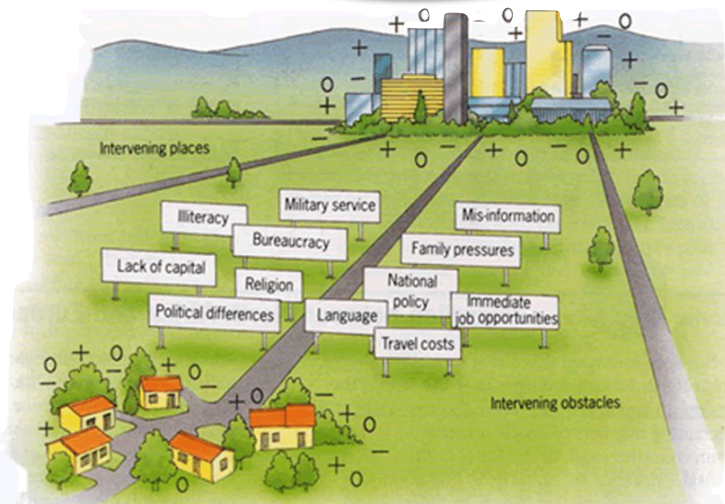 Intervening places
Military service
Illiteracy
Mis-information
Bureaucracy
Family pressures
Lack of capital
Religion
National
policy
Political differences
Language
Immediate
job opportunities
Travel costs
Intervening obstacles